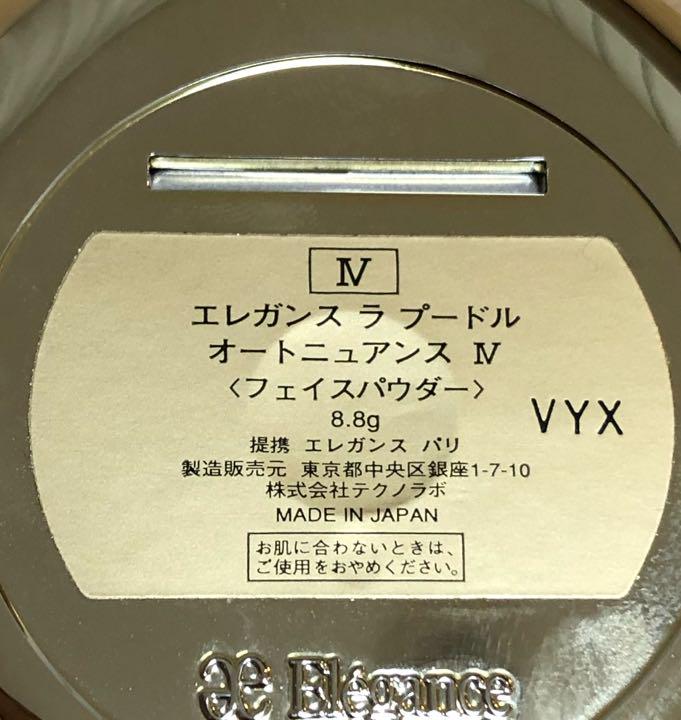 Ⅳ
エレガンス ラ プードル
オートニュアンス Ⅳ
〈フェイスパウダー〉
8.8g
VYX
提携 エレガンス パリ
製造販売元 東京都中央区銀座1-7-10
株式会社テクノラボ
MADE IN JAPAN
お肌に合わないときは、
ご使用をおやめください。
Elégance